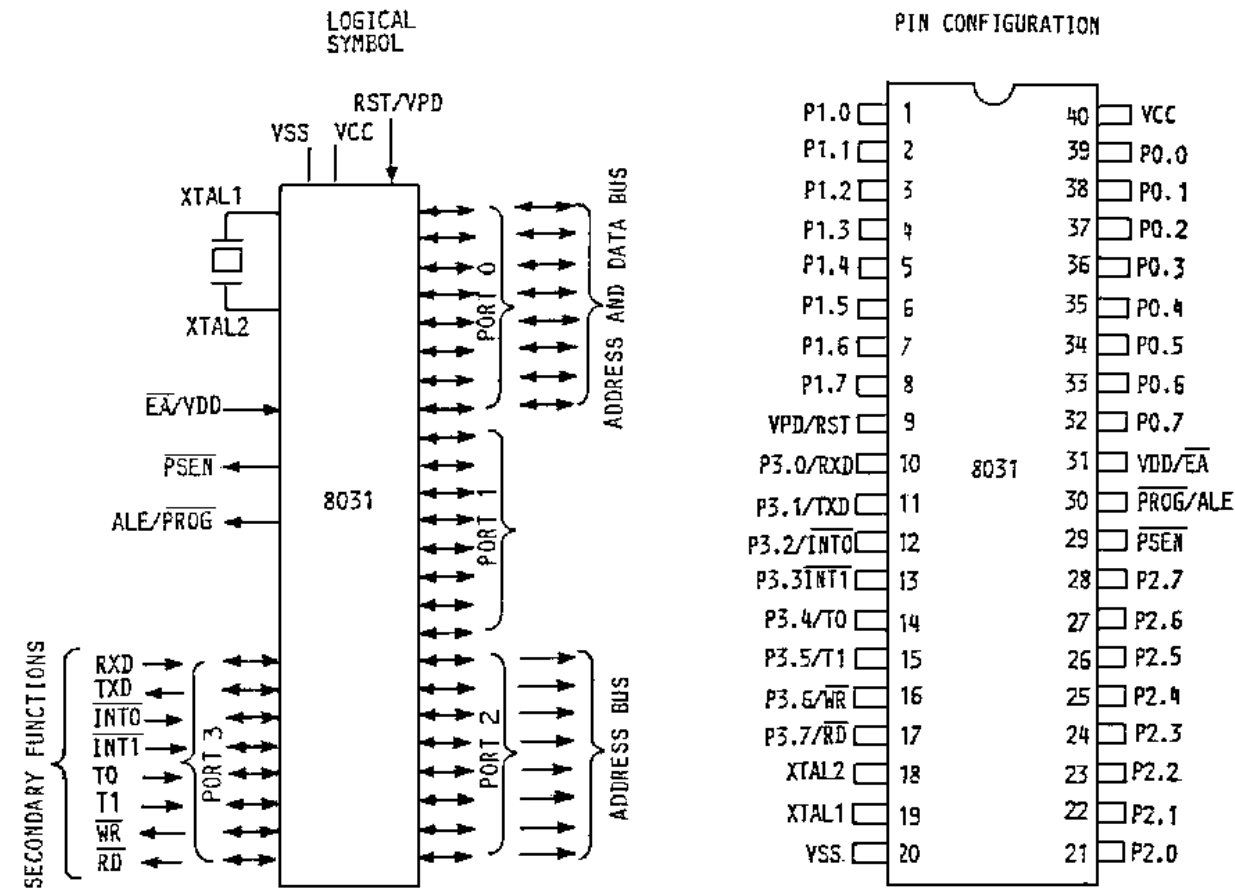 LOGICAL
SYMBOL
RST/VPD
VSS
VCC
XTAL1
XTAL2
EA/VDD
PSEN
ALE/PROG
8031
PORT 0
ADDRESS AND DATA BUS
PORT 1
PORT 2
ADDRESS BUS
SECONDARY FUNCTIONS
RXD
TXD
INT0
INT1
T0
T1
WR
RD
PORT 3
PIN CONFIGURATION
P1.0 1
P1.1 2
P1.2 3
P1.3 4
P1.4 5
P1.5 6
P1.6 7
P1.7 8
VPD/RST 9
P3.0/RXD 10
P3.1/TXD 11
P3.2/INT0 12
P3.3INT1 13
P3.4/T0 14
P3.5/T1 15
P3.6/WR 16
P3.7/RD 17
XTAL2 18
XTAL1 19
VSS. 20
8031
40 VCC
39 P0.0
38 P0.1
37 P0.2
36 P0.3
35 P0.4
34 P0.5
33 P0.6
32 P0.7
31 VDD/EA
30 PROG/ALE
29 PSEN
28 P2.7
27 P2.6
26 P2.5
25 P2.4
24 P2.3
23 P2.2
22 P2.1
21 P2.0